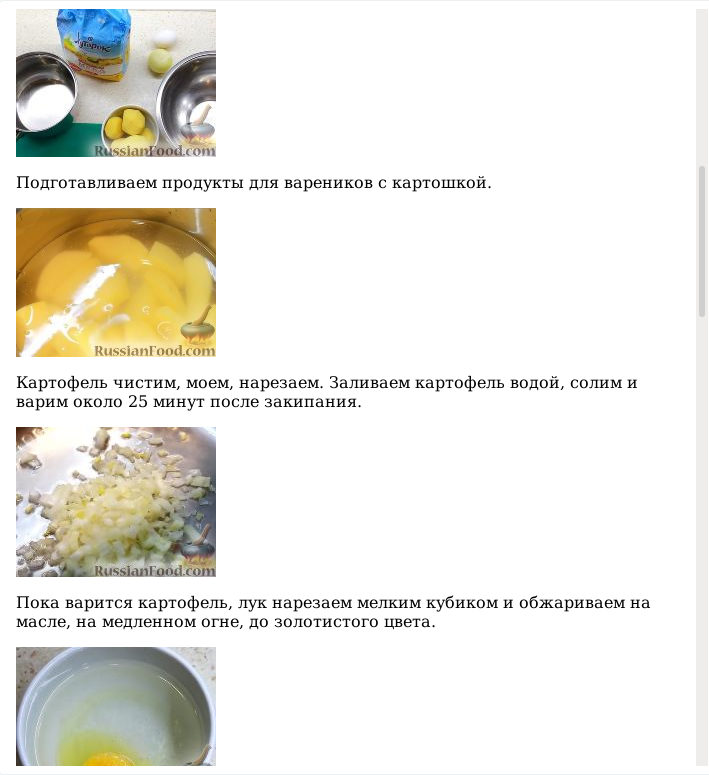 Хуторок
RussianFood.com
Подготавливаем продукты для вареников с картошкой.
RussianFood.com
Картофель чистим, моем, нарезаем. Заливаем картофель водой, солим и
варим около 25 минут после закипания.
RussianFood.com
Пока варится картофель, лук нарезаем мелким кубиком и обжариваем на
масле, на медленном огне, до золотистого цвета.